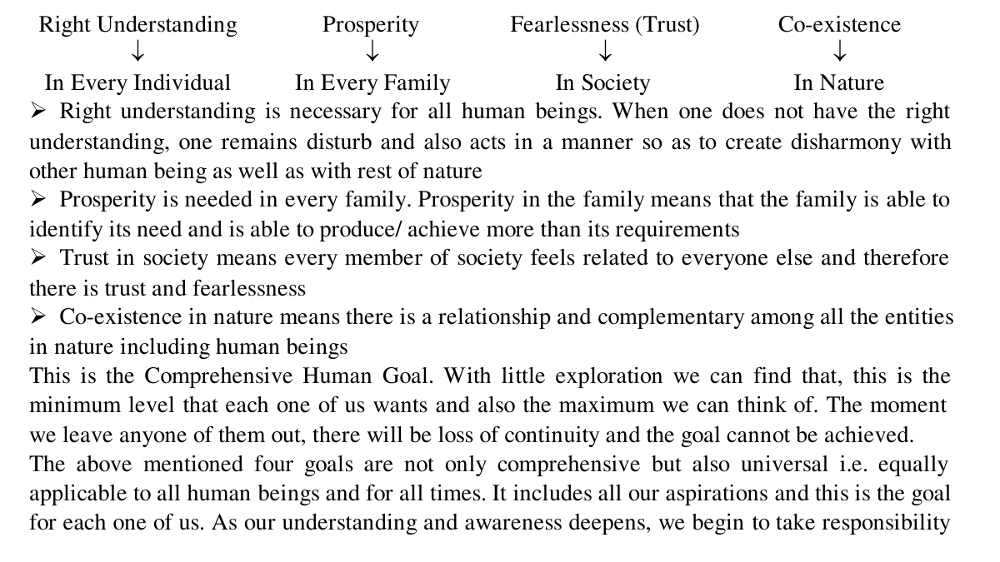 Right Understanding Prosperity Fearlessness (Trust) Co-existence
↓ ↓ ↓ ↓
In Every Individual In Every Family In Society In Nature
➢ Right understanding is necessary for all human beings. When one does not have the right
understanding, one remains disturb and also acts in a manner so as to create disharmony with
other human being as well as with rest of nature
➢ Prosperity is needed in every family. Prosperity in the family means that the family is able to
identify its need and is able to produce/ achieve more than its requirements
➢ Trust in society means every member of society feels related to everyone else and therefore
there is trust and fearlessness
➢ Co-existence in nature means there is a relationship and complementary among all the entities
in nature including human beings
This is the Comprehensive Human Goal. With little exploration we can find that, this is the
minimum level that each one of us wants and also the maximum we can think of. The moment
we leave anyone of them out, there will be loss of continuity and the goal cannot be achieved.
The above mentioned four goals are not only comprehensive but also universal i.e. equally
applicable to all human beings and for all times. It includes all our aspirations and this is the goal
for each one of us. As our understanding and awareness deepens, we begin to take responsibility